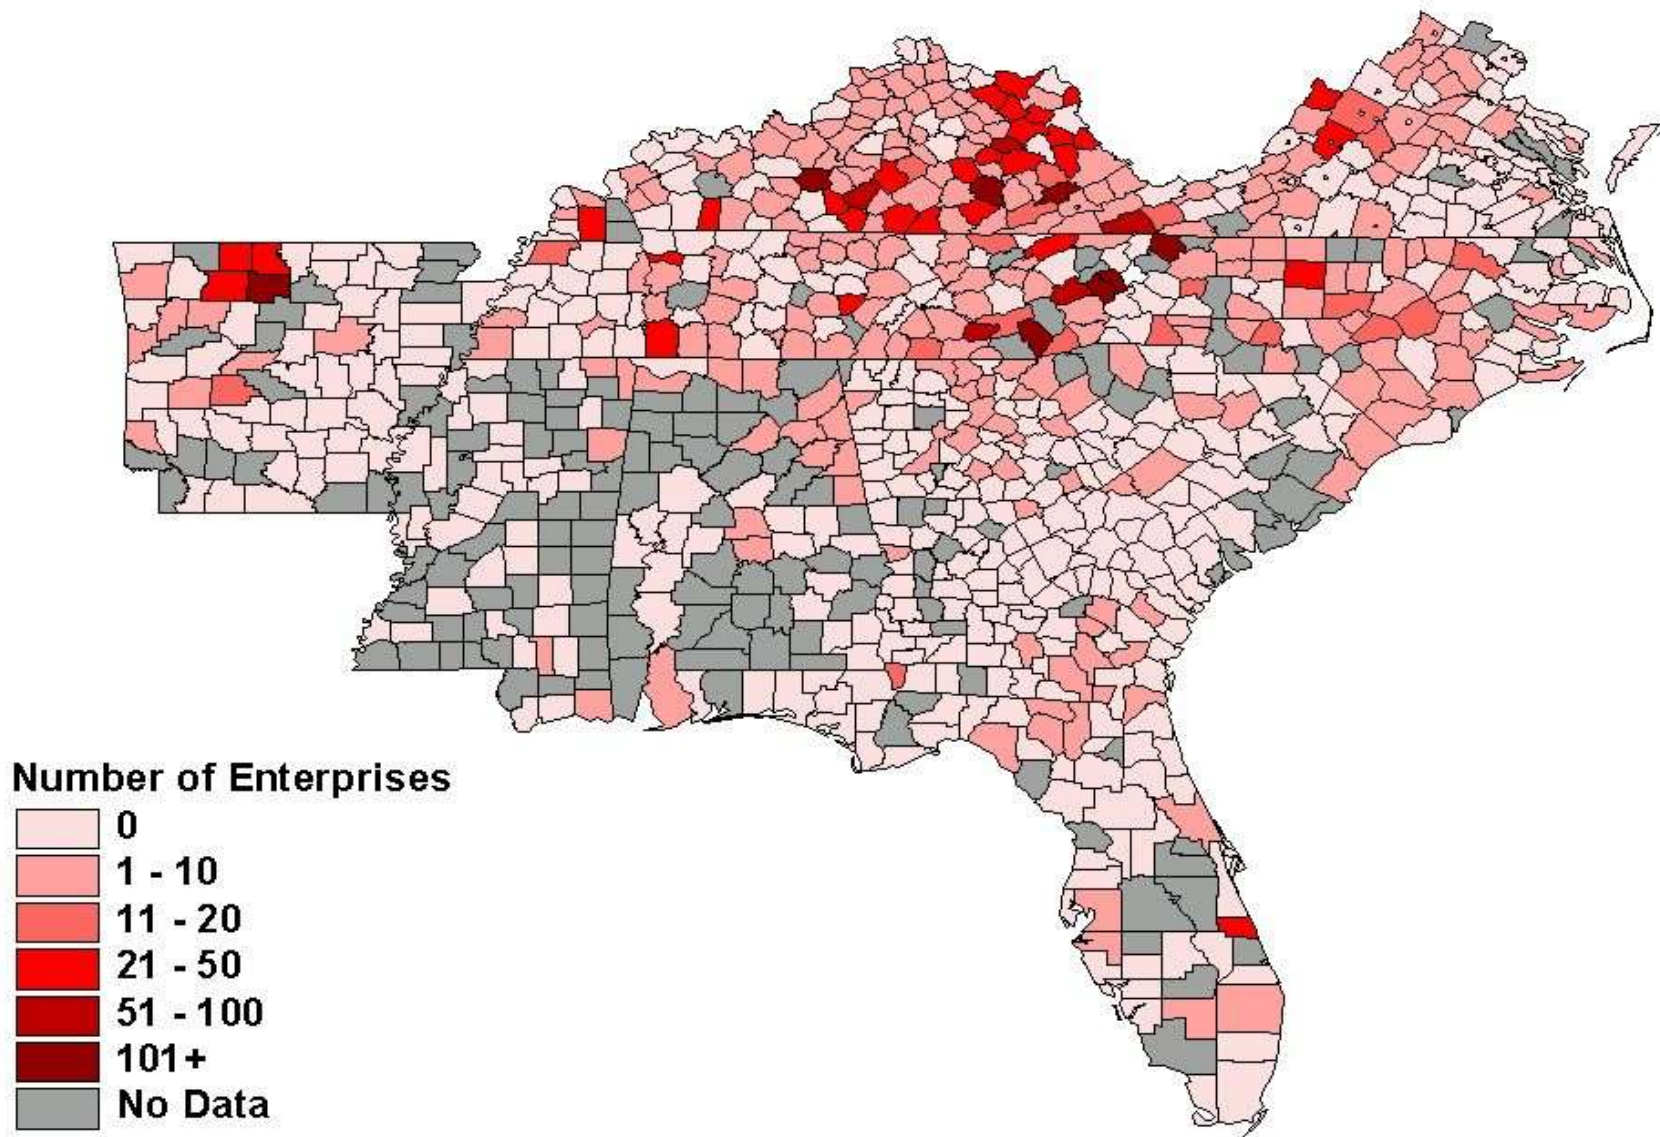 Number of Enterprises
0
1 - 10
11 - 20
21 - 50
51 - 100
101+
No Data